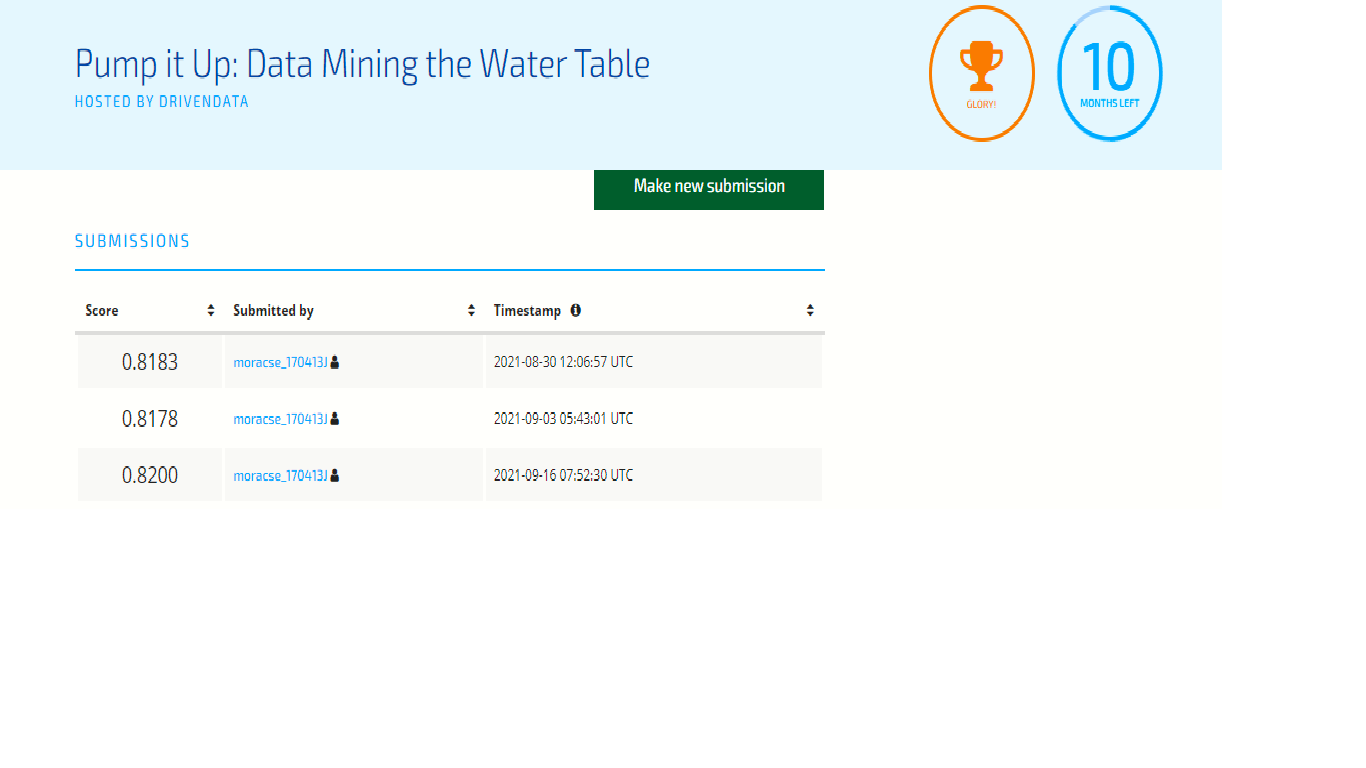 Pump it Up: Data Mining the Water Table
HOSTED BY DRIVENDATA
GLORY!
10
MONTHS LEFT
Make new submission
SUBMISSIONS
Score Submitted by Timestamp
0.8183 moracse_170413J 2021-08-30 12:06:57 UTC
0.8178 moracse_170413J 2021-09-03 05:43:01 UTC
0.8200 moracse_170413J 2021-09-16 07:52:30 UTC